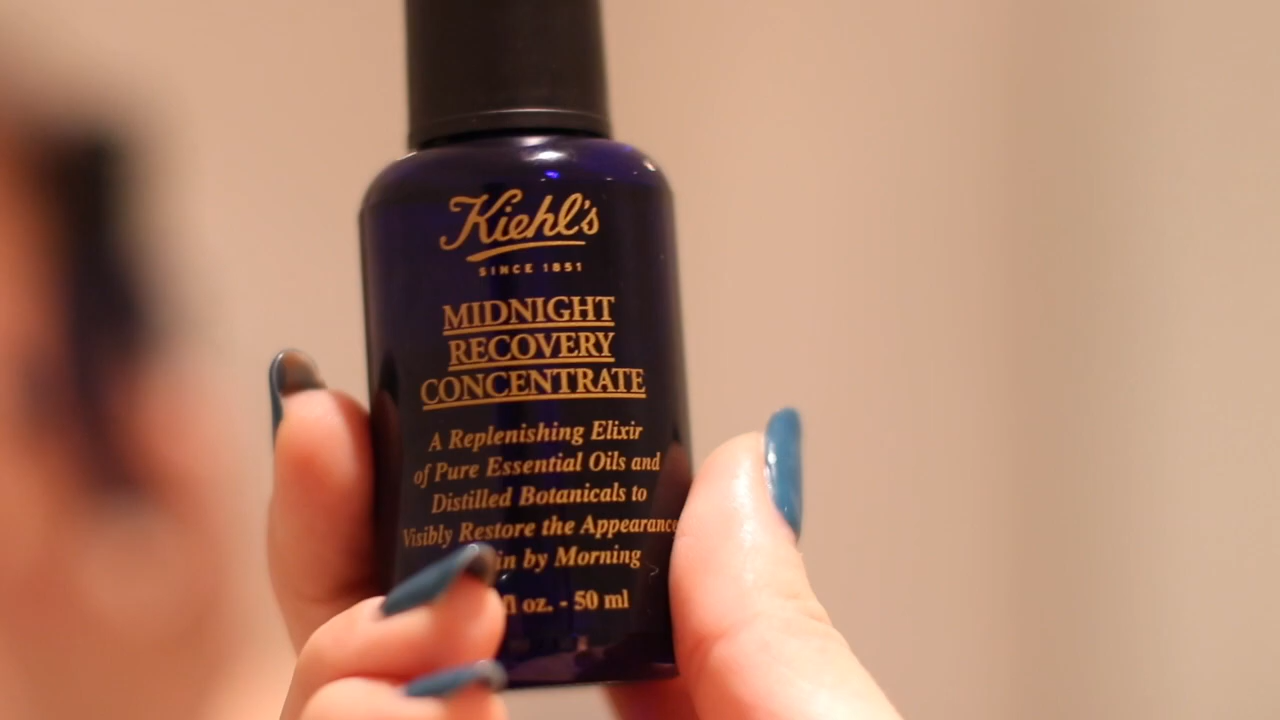 Kiehl's
SINCE 1851
MIDNIGHT
RECOVERY
CONCENTRATE
A Replenishing Elixir
of Pure Essential Oils and
Distilled Botanicals to
Visibly Restore the Appearance
by Morning
fl oz. - 50 ml